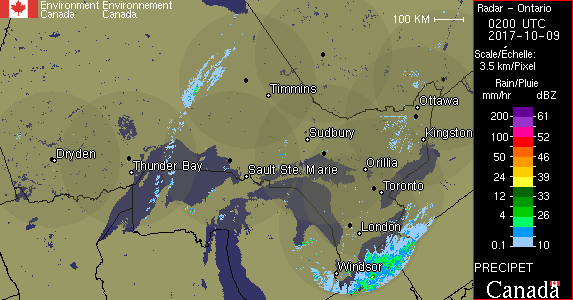 Environment Environnement
Canada Canada
100 KM
Timmins
Ottawa
Sudbury
Kingston
Dryden
Thunder Bay
Sault Ste. Marie
Orillia
Toronto
London
Windsor
Radar - Ontario
0200 UTC
2017-10-09
Scale/Échelle:
3.5 km/Pixel
Rain/Pluie
mm/hr dBZ
200 61
100 52
50 46
24 39
12 33
4 26
0.1 10
PRECIPET
Canada